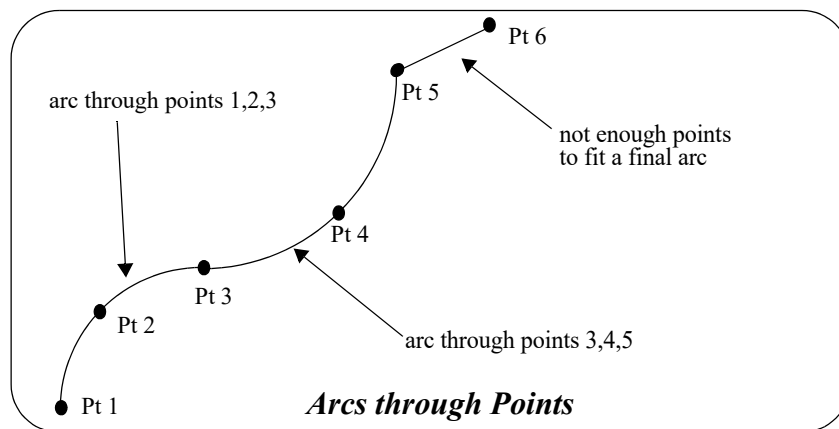 Pt 6
Pt 5
arc through points 1,2,3
not enough points
to fit a final arc
Pt 4
Pt 3
Pt 2
arc through points 3,4,5
Pt 1
Arcs through Points